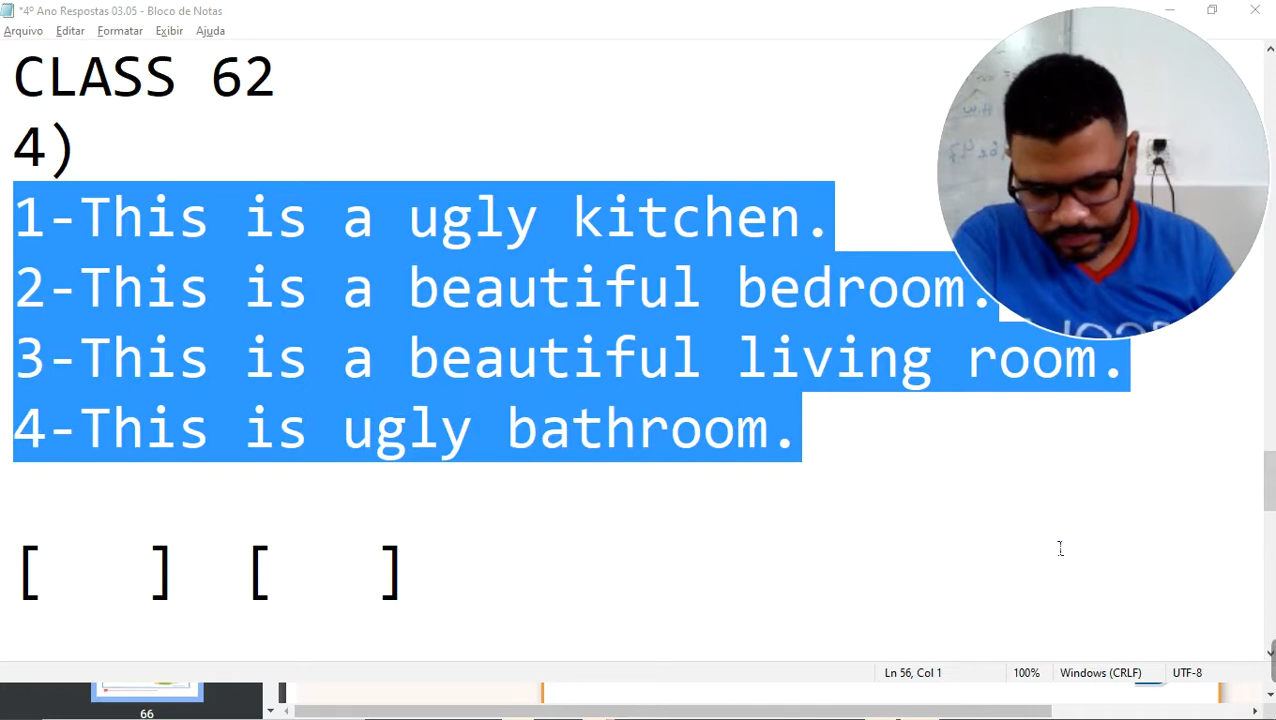 *4º Ano Respostas 03.05 - Bloco de Notas
Arquivo Editar Formatar Exibir Ajuda
CLASS 62
4)
1-This is a ugly kitchen.
2-This is a beautiful bedroom.
3-This is a beautiful living room.
4-This is ugly bathroom.
[ ] [ ]
Ln 56, Col 1 100% Windows (CRLF) UTF-8
66